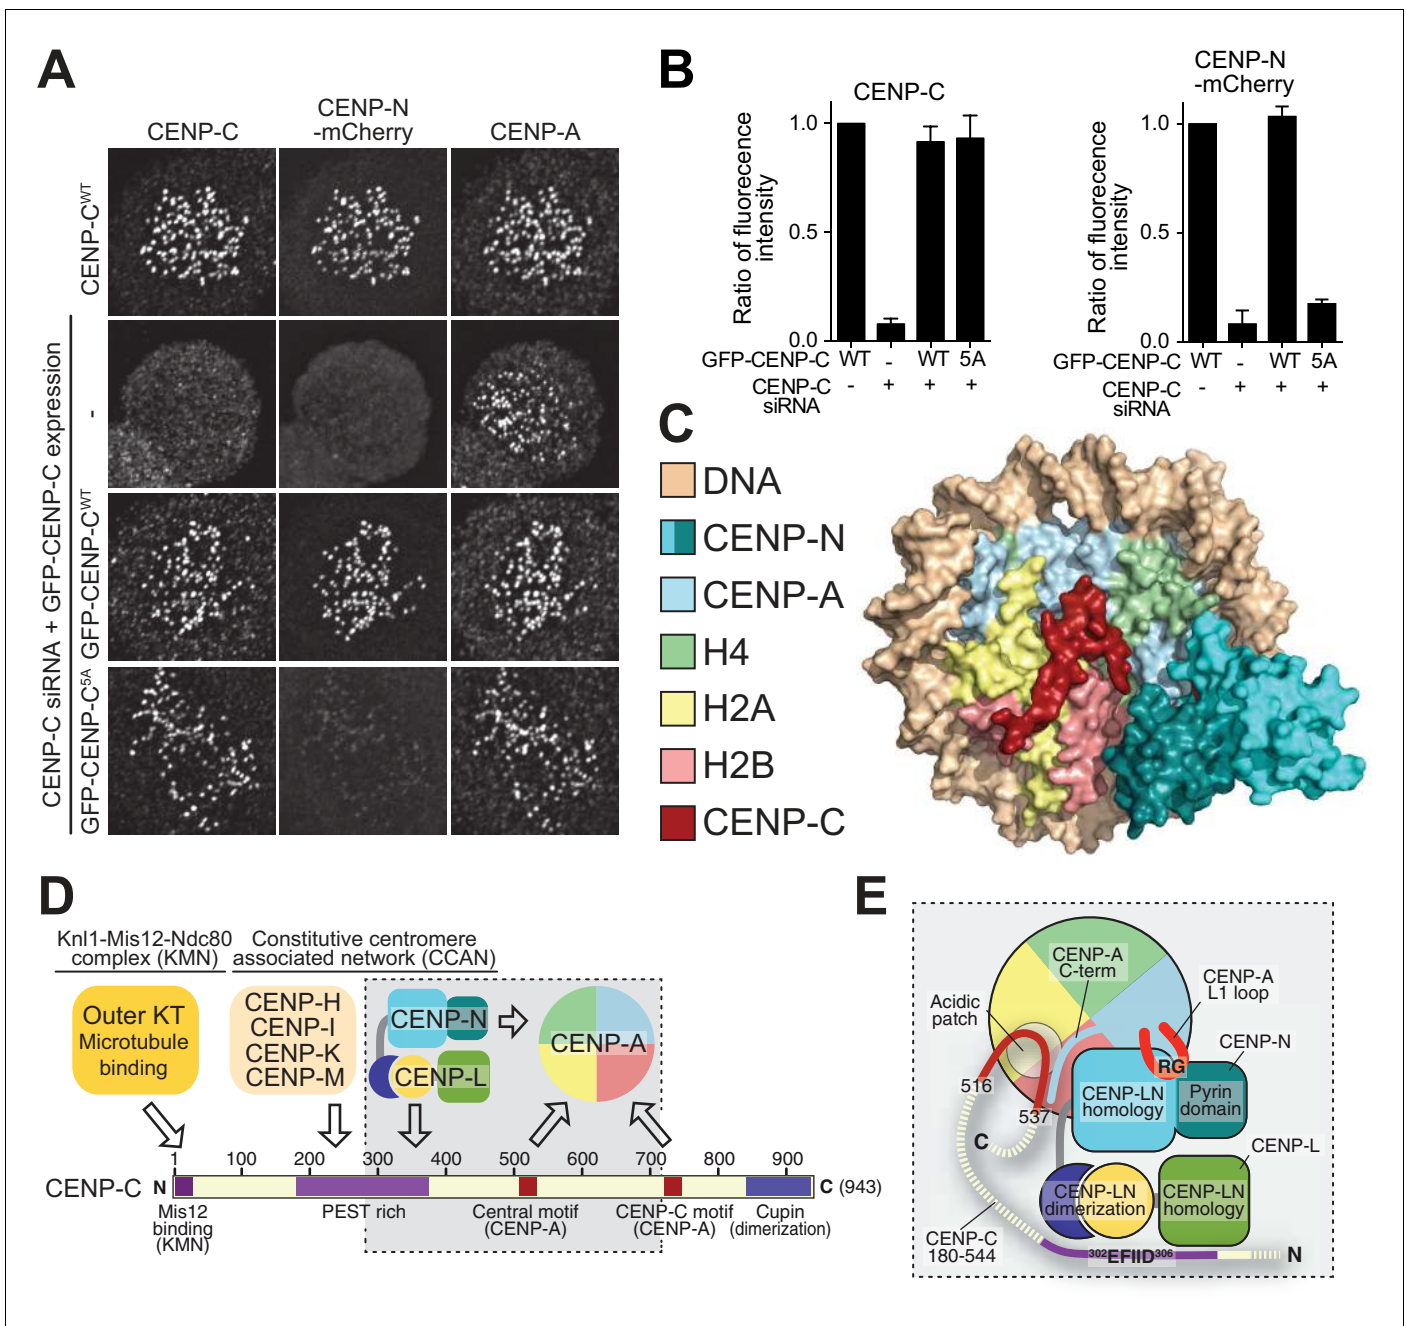 A
CENP-C
CENP-N
-mCherry
CENP-A
CENP-C^WT
-
GFP-CENP-C^WT
GFP-CENP-C^5A
CENP-C siRNA + GFP-CENP-C expression
B
CENP-C
Ratio of fluorecence
intensity
1.0
0.5
0.0
GFP-CENP-C WT - WT 5A
CENP-C - + + +
siRNA
CENP-N
-mCherry
Ratio of fluorecence
intensity
1.0
0.5
0.0
GFP-CENP-C WT - WT 5A
CENP-C - + + +
siRNA
C
DNA
CENP-N
CENP-A
H4
H2A
H2B
CENP-C
D
Knl1-Mis12-Ndc80
complex (KMN)
Constitutive centromere
associated network (CCAN)
Outer KT
Microtubule
binding
CENP-H
CENP-I
CENP-K
CENP-M
CENP-N
CENP-L
CENP-A
1 100 200 300 400 500 600 700 800 900
CENP-C N C (943)
Mis12
binding
(KMN)
PEST rich
Central motif
(CENP-A)
CENP-C motif
(CENP-A)
Cupin
(dimerization)
E
CENP-A
C-term
CENP-A
L1 loop
Acidic
patch
CENP-N
RG
516
537
C
CENP-LN
homology
Pyrin
domain
CENP-L
CENP-LN
dimerization
CENP-LN
homology
CENP-C
180-544
302EFIID306
N